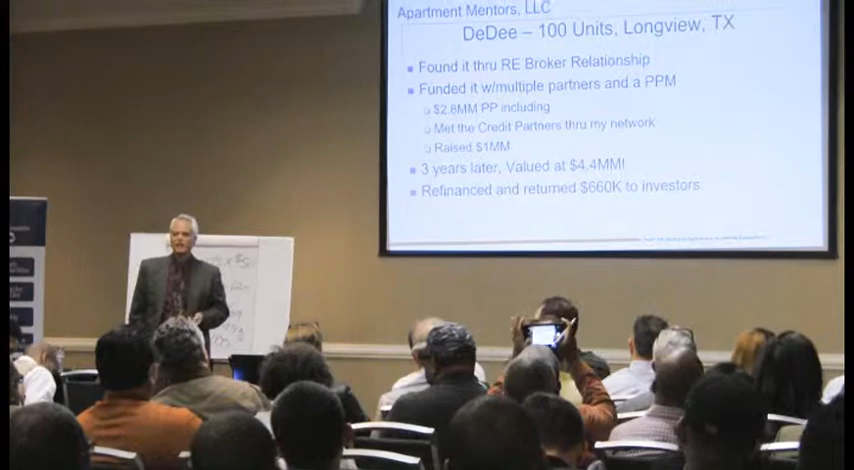 Apartment Mentors, LLC
DeDee – 100 Units, Longview, TX
Found it thru RE Broker Relationship
Funded it w/multiple partners and a PPM
$2.8MM PP including
Met the Credit Partners thru my network
Raised $1MM
3 years later, Valued at $4.4MM!
Refinanced and returned $660K to investors